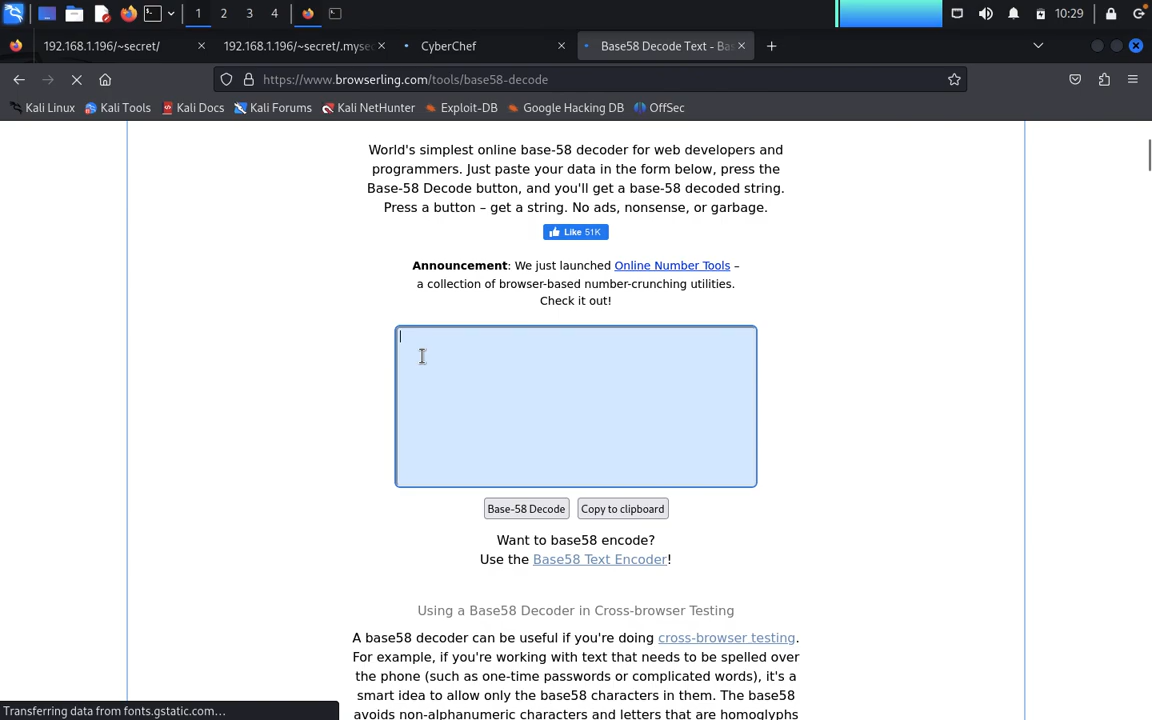 1 2 3 4 10:29
192.168.1.196/~secret/ 192.168.1.196/~secret/.myse CyberChef Base58 Decode Text - Ba
https://www.browserling.com/tools/base58-decode
Kali Linux Kali Tools Kali Docs Kali Forums Kali NetHunter Exploit-DB Google Hacking DB OffSec
World's simplest online base-58 decoder for web developers and
programmers. Just paste your data in the form below, press the
Base-58 Decode button, and you'll get a base-58 decoded string.
Press a button – get a string. No ads, nonsense, or garbage.
Like 51K
Announcement: We just launched Online Number Tools –
a collection of browser-based number-crunching utilities.
Check it out!
Base-58 Decode Copy to clipboard
Want to base58 encode?
Use the Base58 Text Encoder!
Using a Base58 Decoder in Cross-browser Testing
A base58 decoder can be useful if you're doing cross-browser testing.
For example, if you're working with text that needs to be spelled over
the phone (such as one-time passwords or complicated words), it's a
smart idea to allow only the base58 characters in them. The base58
avoids non-alphanumeric characters and letters that are homoglyphs
Transferring data from fonts.gstatic.com…